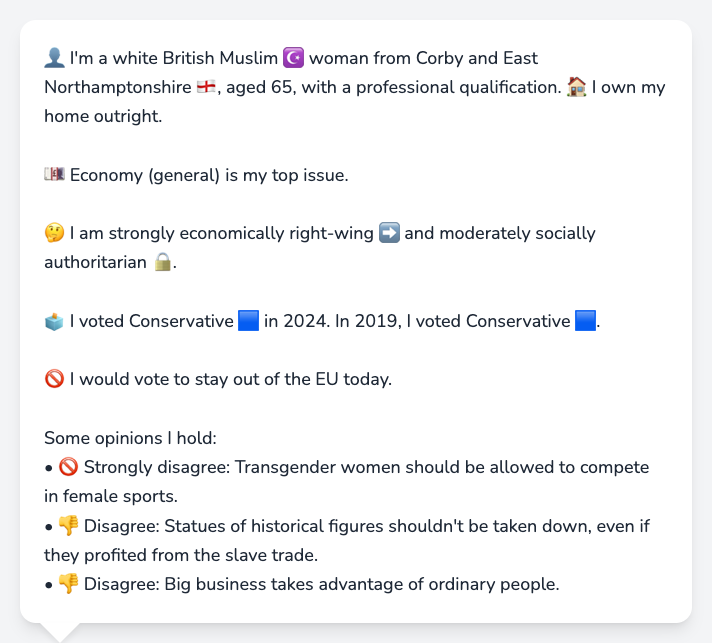 👤 I'm a white British Muslim ☪️ woman from Corby and East
Northamptonshire 🏴󠁧󠁢󠁥󠁮󠁧󠁿, aged 65, with a professional qualification. 🏠 I own my
home outright.
💷 Economy (general) is my top issue.
🤔 I am strongly economically right-wing ➡️ and moderately socially
authoritarian 🔒.
🗳️ I voted Conservative 🟦 in 2024. In 2019, I voted Conservative 🟦.
🚫 I would vote to stay out of the EU today.
Some opinions I hold:
• 🚫 Strongly disagree: Transgender women should be allowed to compete
in female sports.
• 👎 Disagree: Statues of historical figures shouldn't be taken down, even if
they profited from the slave trade.
• 👎 Disagree: Big business takes advantage of ordinary people.